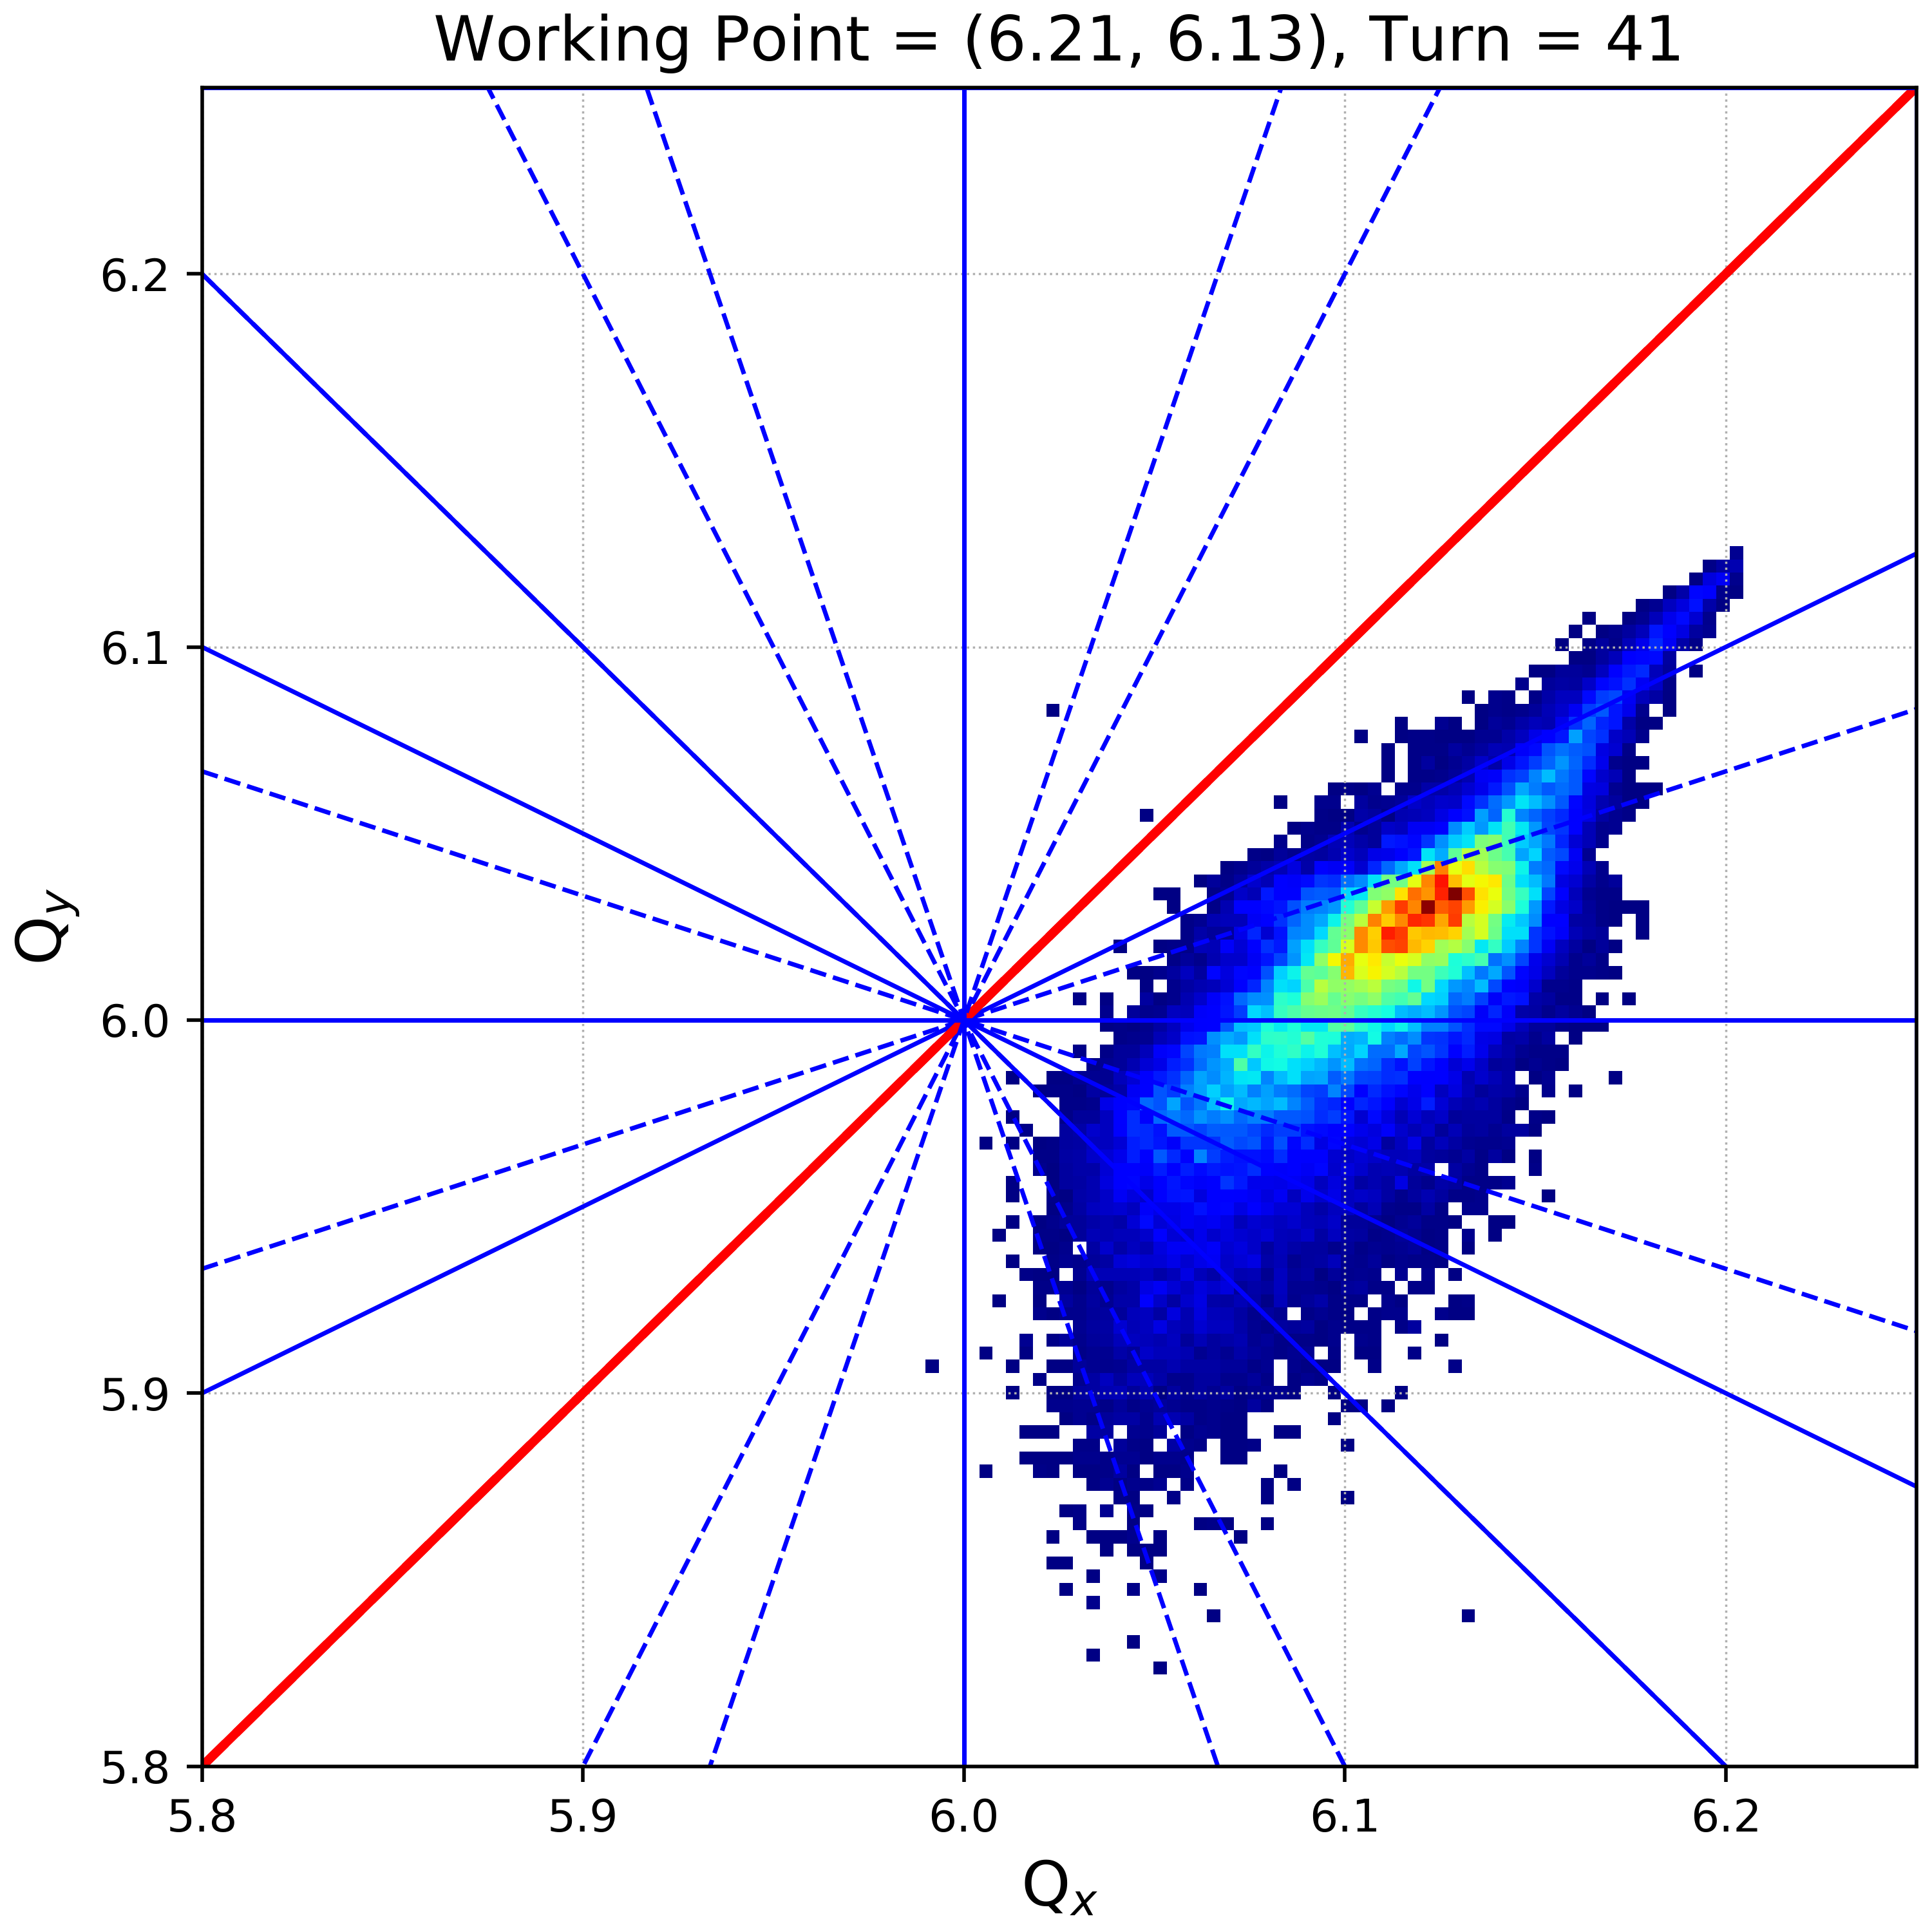 Working Point = (6.21, 6.13), Turn = 41
6.2
6.1
6.0
5.9
5.8
Qy
5.8 5.9 6.0 6.1 6.2
Qx